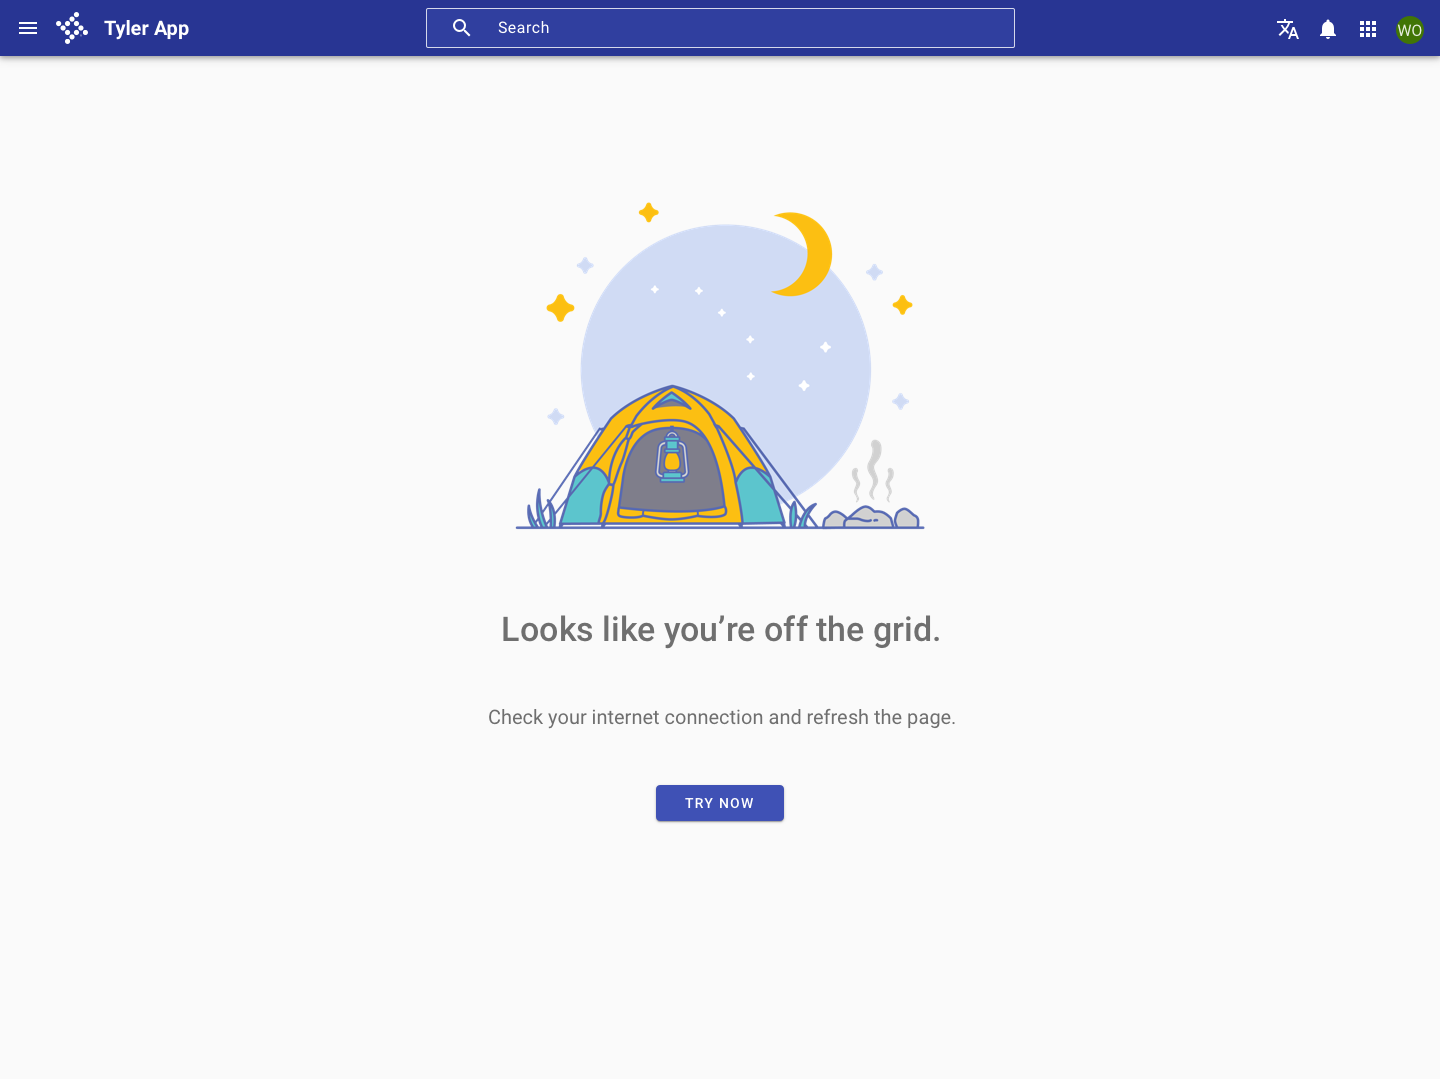 Tyler App
Search
WO
Looks like you’re off the grid.
Check your internet connection and refresh the page.
TRY NOW